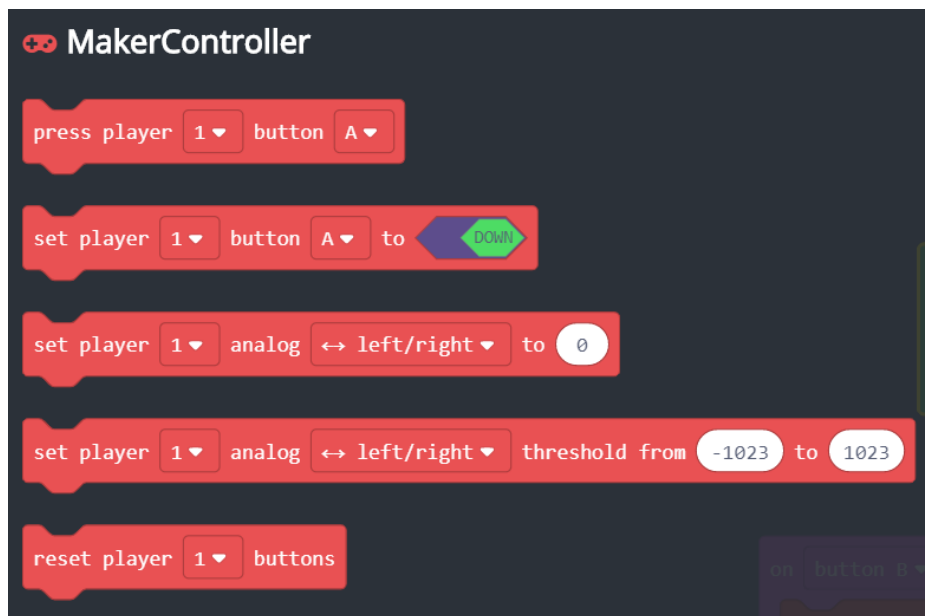 MakerController
press player 1 button A
set player 1 button A to DOWN
set player 1 analog ↔ left/right to 0
set player 1 analog ↔ left/right threshold from -1023 to 1023
reset player 1 buttons
on button B